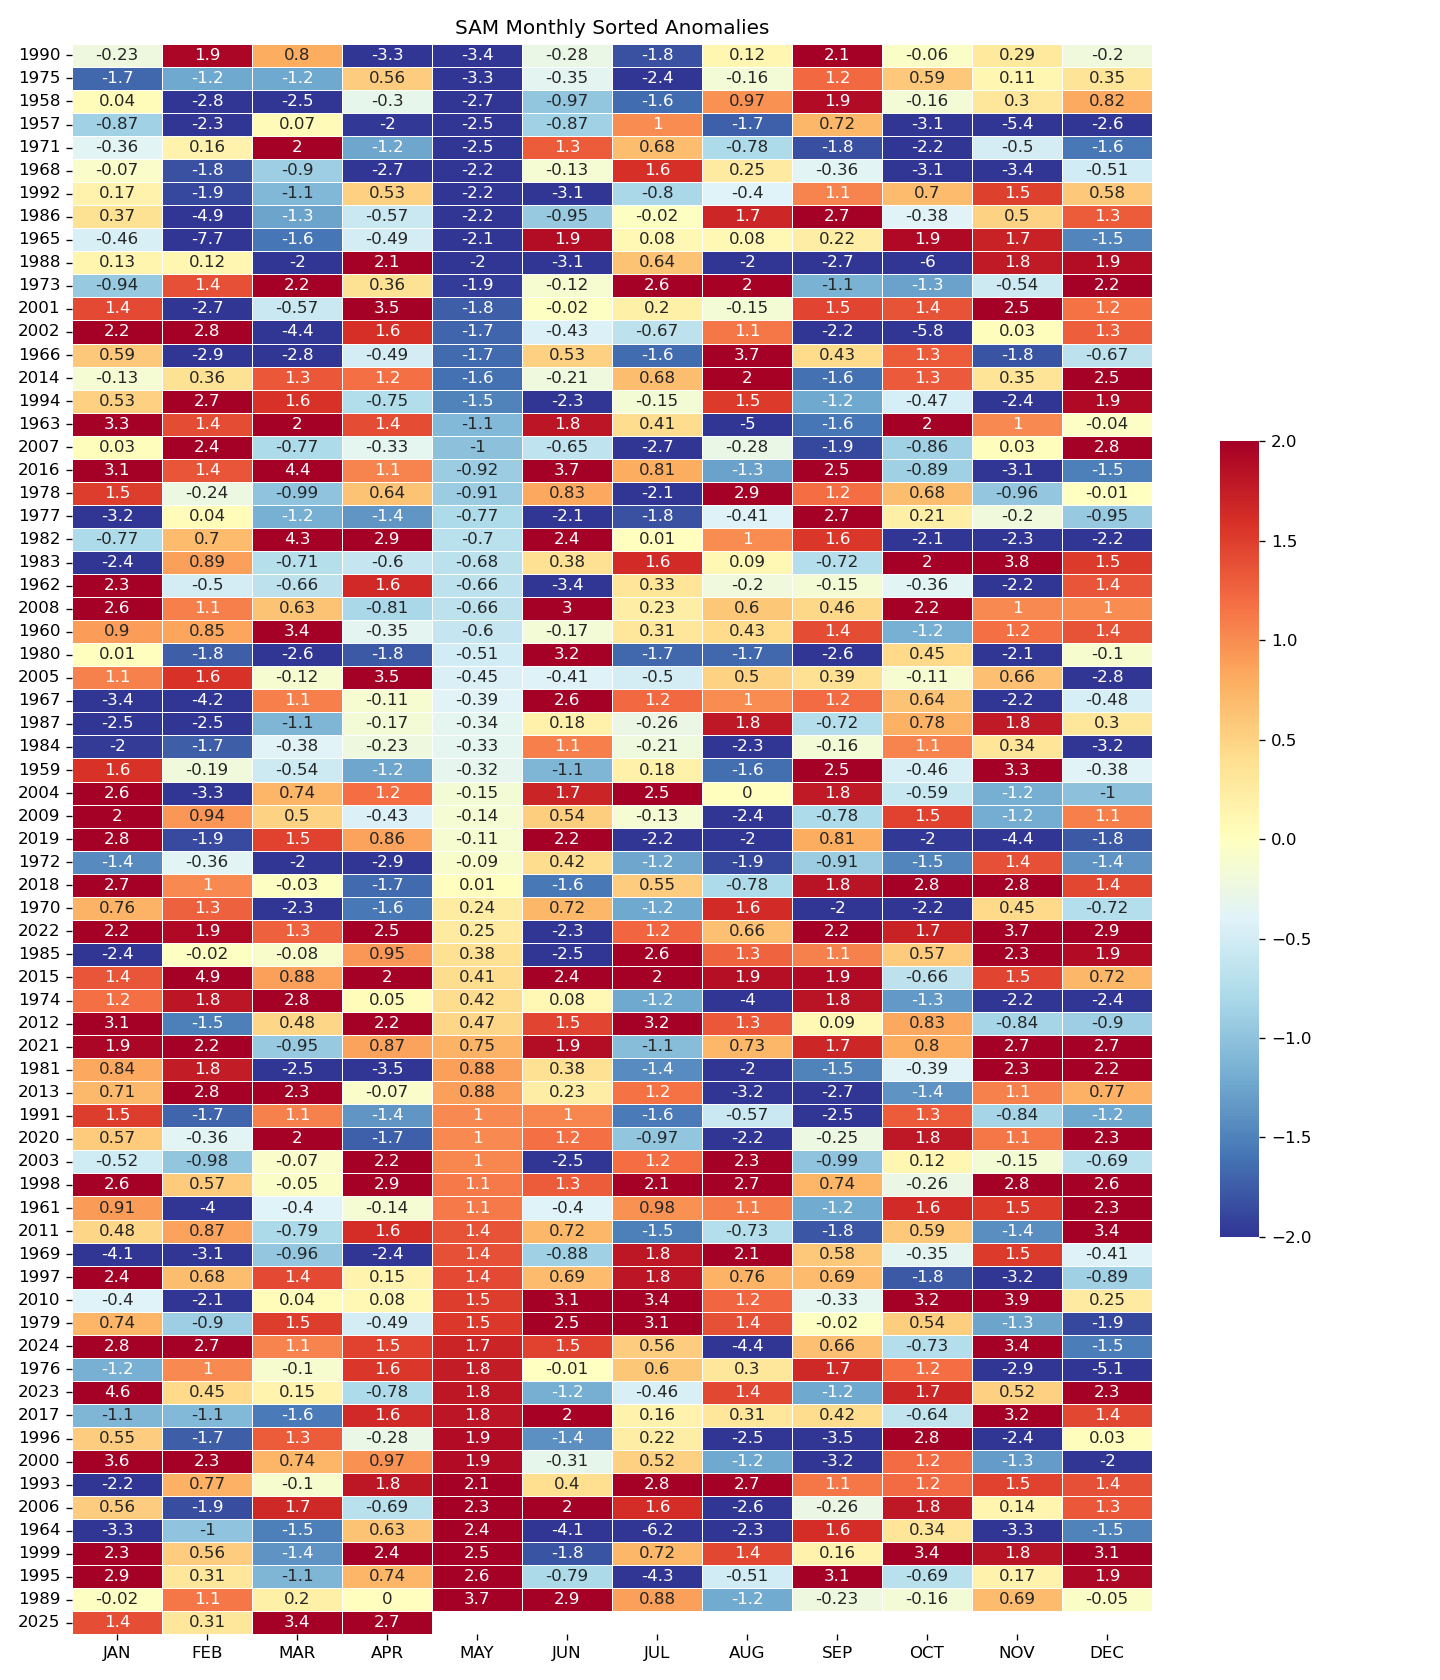 SAM Monthly Sorted Anomalies
1990 -0.23 1.9 0.8 -3.3 -3.4 -0.28 -1.8 0.12 2.1 -0.06 0.29 -0.2
1975 -1.7 -1.2 -1.2 0.56 -3.3 -0.35 -2.4 -0.16 1.2 0.59 0.11 0.35
1958 0.04 -2.8 -2.5 -0.3 -2.7 -0.97 -1.6 0.97 1.9 -0.16 0.3 0.82
1957 -0.87 -2.3 0.07 -2 -2.5 -0.87 1 -1.7 0.72 -3.1 -5.4 -2.6
1971 -0.36 0.16 2 -1.2 -2.5 1.3 0.68 -0.78 -1.8 -2.2 -0.5 -1.6
1968 -0.07 -1.8 -0.9 -2.7 -2.2 -0.13 1.6 0.25 -0.36 -3.1 -3.4 -0.51
1992 0.17 -1.9 -1.1 0.53 -2.2 -3.1 -0.8 -0.4 1.1 0.7 1.5 0.58
1986 0.37 -4.9 -1.3 -0.57 -2.2 -0.95 -0.02 1.7 2.7 -0.38 0.5 1.3
1965 -0.46 -7.7 -1.6 -0.49 -2.1 1.9 0.08 0.08 0.22 1.9 1.7 -1.5
1988 0.13 0.12 -2 2.1 -2 -3.1 0.64 -2 -2.7 -6 1.8 1.9
1973 -0.94 1.4 2.2 0.36 -1.9 -0.12 2.6 2 -1.1 -1.3 -0.54 2.2
2001 1.4 -2.7 -0.57 3.5 -1.8 -0.02 0.2 -0.15 1.5 1.4 2.5 1.2
2002 2.2 2.8 -4.4 1.6 -1.7 -0.43 -0.67 1.1 -2.2 -5.8 0.03 1.3
1966 0.59 -2.9 -2.8 -0.49 -1.7 0.53 -1.6 3.7 0.43 1.3 -1.8 -0.67
2014 -0.13 0.36 1.3 1.2 -1.6 -0.21 0.68 2 -1.6 1.3 0.35 2.5
1994 0.53 2.7 1.6 -0.75 -1.5 -2.3 -0.15 1.5 -1.2 -0.47 -2.4 1.9
1963 3.3 1.4 2 1.4 -1.1 1.8 0.41 -5 -1.6 2 1 -0.04
2007 0.03 2.4 -0.77 -0.33 -1 -0.65 -2.7 -0.28 -1.9 -0.86 0.03 2.8
2016 3.1 1.4 4.4 1.1 -0.92 3.7 0.81 -1.3 2.5 -0.89 -3.1 -1.5
1978 1.5 -0.24 -0.99 0.64 -0.91 0.83 -2.1 2.9 1.2 0.68 -0.96 -0.01
1977 -3.2 0.04 -1.2 -1.4 -0.77 -2.1 -1.8 -0.41 2.7 0.21 -0.2 -0.95
1982 -0.77 0.7 4.3 2.9 -0.7 2.4 0.01 1 1.6 -2.1 -2.3 -2.2
1983 -2.4 0.89 -0.71 -0.6 -0.68 0.38 1.6 0.09 -0.72 2 3.8 1.5
1962 2.3 -0.5 -0.66 1.6 -0.66 -3.4 0.33 -0.2 -0.15 -0.36 -2.2 1.4
2008 2.6 1.1 0.63 -0.81 -0.66 3 0.23 0.6 0.46 2.2 1 1
1960 0.9 0.85 3.4 -0.35 -0.6 -0.17 0.31 0.43 1.4 -1.2 1.2 1.4
1980 0.01 -1.8 -2.6 -1.8 -0.51 3.2 -1.7 -1.7 -2.6 0.45 -2.1 -0.1
2005 1.1 1.6 -0.12 3.5 -0.45 -0.41 -0.5 0.5 0.39 -0.11 0.66 -2.8
1967 -3.4 -4.2 1.1 -0.11 -0.39 2.6 1.2 1 1.2 0.64 -2.2 -0.48
1987 -2.5 -2.5 -1.1 -0.17 -0.34 0.18 -0.26 1.8 -0.72 0.78 1.8 0.3
1984 -2 -1.7 -0.38 -0.23 -0.33 1.1 -0.21 -2.3 -0.16 1.1 0.34 -3.2
1959 1.6 -0.19 -0.54 -1.2 -0.32 -1.1 0.18 -1.6 2.5 -0.46 3.3 -0.38
2004 2.6 -3.3 0.74 1.2 -0.15 1.7 2.5 0 1.8 -0.59 -1.2 -1
2009 2 0.94 0.5 -0.43 -0.14 0.54 -0.13 -2.4 -0.78 1.5 -1.2 1.1
2019 2.8 -1.9 1.5 0.86 -0.11 2.2 -2.2 -2 0.81 -2 -4.4 -1.8
1972 -1.4 -0.36 -2 -2.9 -0.09 0.42 -1.2 -1.9 -0.91 -1.5 1.4 -1.4
2018 2.7 1 -0.03 -1.7 0.01 -1.6 0.55 -0.78 1.8 2.8 2.8 1.4
1970 0.76 1.3 -2.3 -1.6 0.24 0.72 -1.2 1.6 -2 -2.2 0.45 -0.72
2022 2.2 1.9 1.3 2.5 0.25 -2.3 1.2 0.66 2.2 1.7 3.7 2.9
1985 -2.4 -0.02 -0.08 0.95 0.38 -2.5 2.6 1.3 1.1 0.57 2.3 1.9
2015 1.4 4.9 0.88 2 0.41 2.4 2 1.9 1.9 -0.66 1.5 0.72
1974 1.2 1.8 2.8 0.05 0.42 0.08 -1.2 -4 1.8 -1.3 -2.2 -2.4
2012 3.1 -1.5 0.48 2.2 0.47 1.5 3.2 1.3 0.09 0.83 -0.84 -0.9
2021 1.9 2.2 -0.95 0.87 0.75 1.9 -1.1 0.73 1.7 0.8 2.7 2.7
1981 0.84 1.8 -2.5 -3.5 0.88 0.38 -1.4 -2 -1.5 -0.39 2.3 2.2
2013 0.71 2.8 2.3 -0.07 0.88 0.23 1.2 -3.2 -2.7 -1.4 1.1 0.77
1991 1.5 -1.7 1.1 -1.4 1 1 -1.6 -0.57 -2.5 1.3 -0.84 -1.2
2020 0.57 -0.36 2 -1.7 1 1.2 -0.97 -2.2 -0.25 1.8 1.1 2.3
2003 -0.52 -0.98 -0.07 2.2 1 -2.5 1.2 2.3 -0.99 0.12 -0.15 -0.69
1998 2.6 0.57 -0.05 2.9 1.1 1.3 2.1 2.7 0.74 -0.26 2.8 2.6
1961 0.91 -4 -0.4 -0.14 1.1 -0.4 0.98 1.1 -1.2 1.6 1.5 2.3
2011 0.48 0.87 -0.79 1.6 1.4 0.72 -1.5 -0.73 -1.8 0.59 -1.4 3.4
1969 -4.1 -3.1 -0.96 -2.4 1.4 -0.88 1.8 2.1 0.58 -0.35 1.5 -0.41
1997 2.4 0.68 1.4 0.15 1.4 0.69 1.8 0.76 0.69 -1.8 -3.2 -0.89
2010 -0.4 -2.1 0.04 0.08 1.5 3.1 3.4 1.2 -0.33 3.2 3.9 0.25
1979 0.74 -0.9 1.5 -0.49 1.5 2.5 3.1 1.4 -0.02 0.54 -1.3 -1.9
2024 2.8 2.7 1.1 1.5 1.7 1.5 0.56 -4.4 0.66 -0.73 3.4 -1.5
1976 -1.2 1 -0.1 1.6 1.8 -0.01 0.6 0.3 1.7 1.2 -2.9 -5.1
2023 4.6 0.45 0.15 -0.78 1.8 -1.2 -0.46 1.4 -1.2 1.7 0.52 2.3
2017 -1.1 -1.1 -1.6 1.6 1.8 2 0.16 0.31 0.42 -0.64 3.2 1.4
1996 0.55 -1.7 1.3 -0.28 1.9 -1.4 0.22 -2.5 -3.5 2.8 -2.4 0.03
2000 3.6 2.3 0.74 0.97 1.9 -0.31 0.52 -1.2 -3.2 1.2 -1.3 -2
1993 -2.2 0.77 -0.1 1.8 2.1 0.4 2.8 2.7 1.1 1.2 1.5 1.4
2006 0.56 -1.9 1.7 -0.69 2.3 2 1.6 -2.6 -0.26 1.8 0.14 1.3
1964 -3.3 -1 -1.5 0.63 2.4 -4.1 -6.2 -2.3 1.6 0.34 -3.3 -1.5
1999 2.3 0.56 -1.4 2.4 2.5 -1.8 0.72 1.4 0.16 3.4 1.8 3.1
1995 2.9 0.31 -1.1 0.74 2.6 -0.79 -4.3 -0.51 3.1 -0.69 0.17 1.9
1989 -0.02 1.1 0.2 0 3.7 2.9 0.88 -1.2 -0.23 -0.16 0.69 -0.05
2025 1.4 0.31 3.4 2.7
JAN FEB MAR APR MAY JUN JUL AUG SEP OCT NOV DEC
2.0
1.5
1.0
0.5
0.0
−0.5
−1.0
−1.5
−2.0